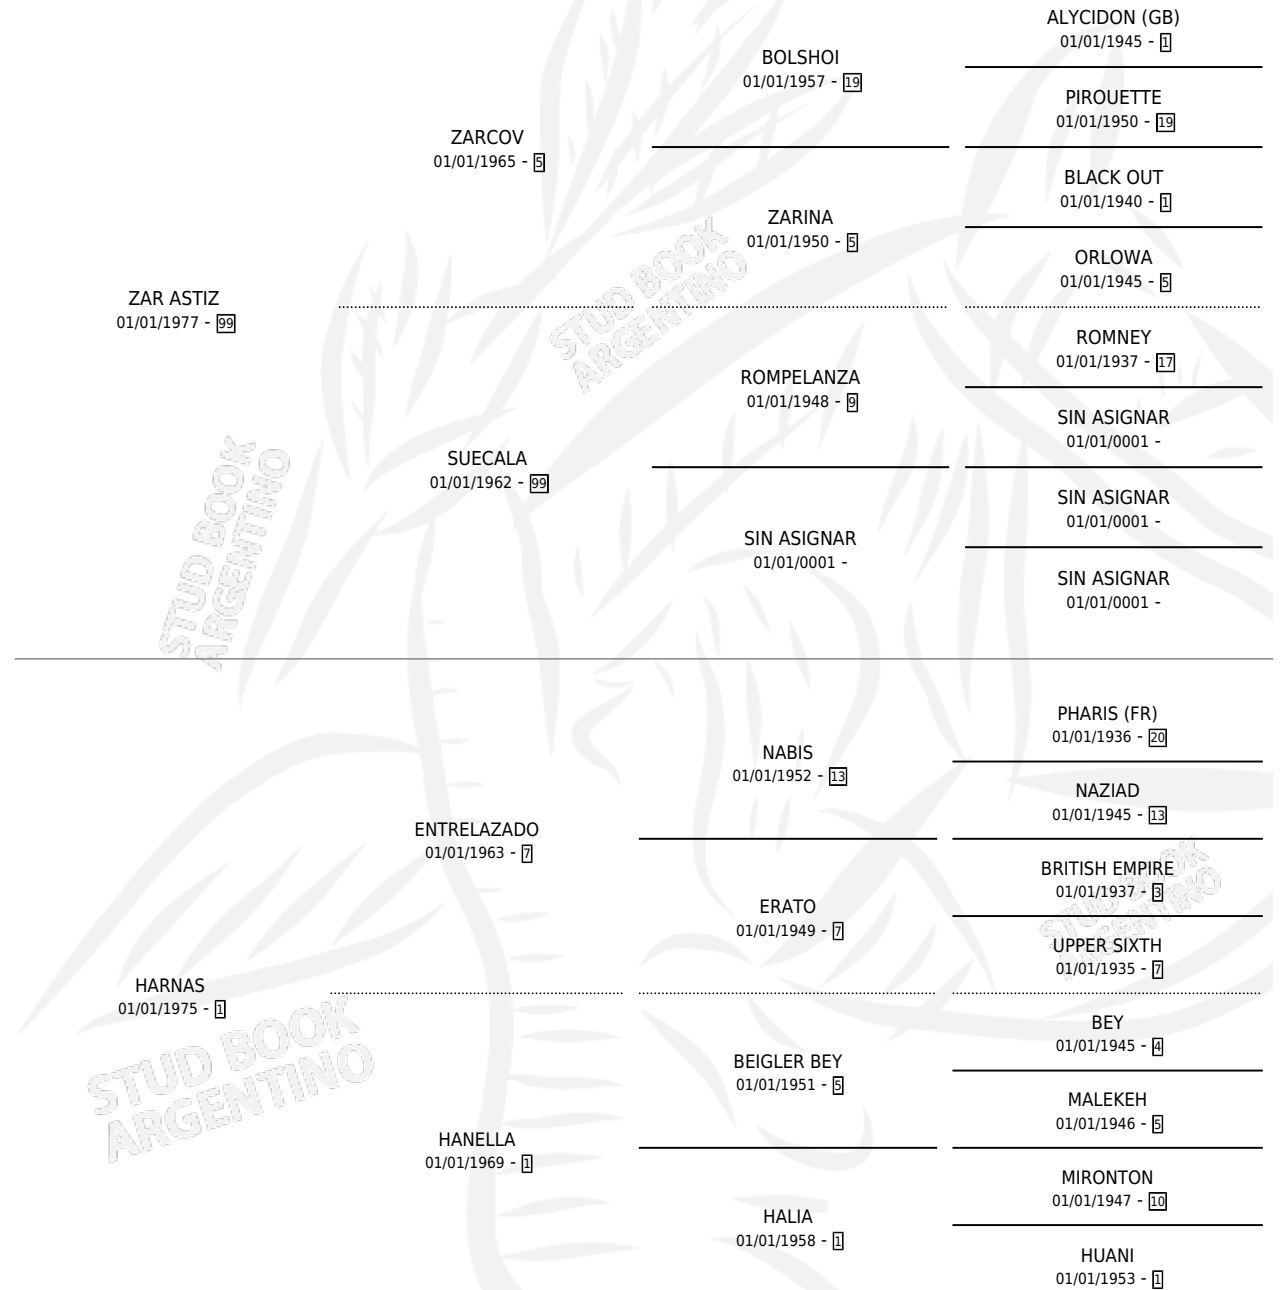 ALYCIDON (GB)
01/01/1945 - 1
BOLSHOI
01/01/1957 - 19
PIROUETTE
01/01/1950 - 19
ZARCOV
01/01/1965 - 5
BLACK OUT
01/01/1940 - 1
ZARINA
01/01/1950 - 5
ORLOWA
01/01/1945 - 5
ZAR ASTIZ
01/01/1977 - 99
ROMNEY
01/01/1937 - 17
ROMPELANZA
01/01/1948 - 9
SIN ASIGNAR
01/01/0001 -
SUECALA
01/01/1962 - 99
SIN ASIGNAR
01/01/0001 -
SIN ASIGNAR
01/01/0001 -
SIN ASIGNAR
01/01/0001 -
PHARIS (FR)
01/01/1936 - 20
NABIS
01/01/1952 - 13
NAZIAD
01/01/1945 - 13
ENTRELAZADO
01/01/1963 - 7
BRITISH EMPIRE
01/01/1937 - 3
ERATO
01/01/1949 - 7
UPPER SIXTH
01/01/1935 - 7
HARNAS
01/01/1975 - 1
BEY
01/01/1945 - 4
BEIGLER BEY
01/01/1951 - 5
MALEKEH
01/01/1946 - 5
HANELLA
01/01/1969 - 1
MIRONTON
01/01/1947 - 10
HALIA
01/01/1958 - 1
HUANI
01/01/1953 - 1
STUD BOOK
ARGENTINO
STUD BOOK
ARGENTINO
STUD BOOK
ARGENTINO
STUD BOOK
ARGENTINO